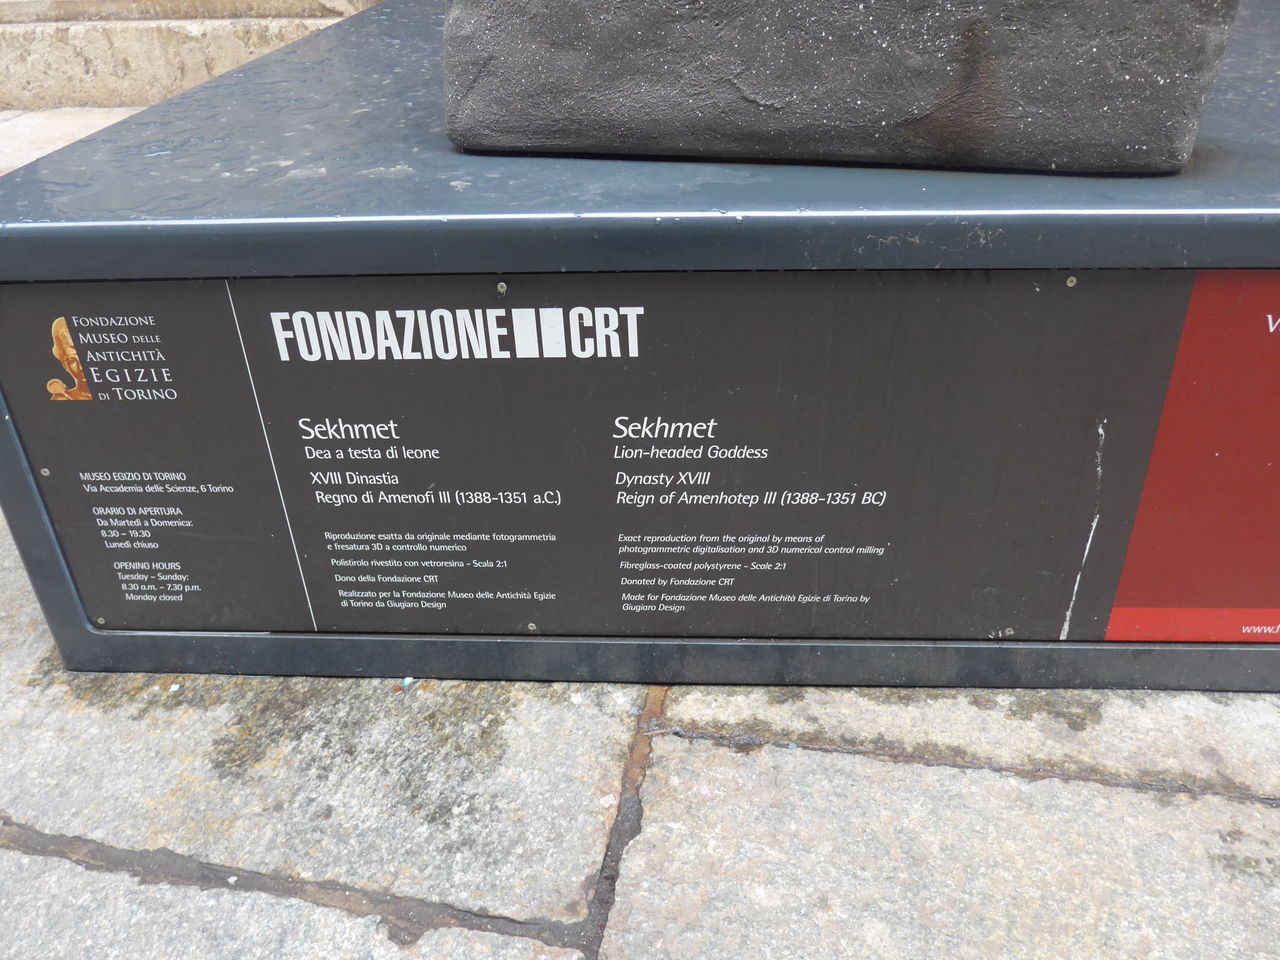 FONDAZIONE
MUSEO DELLE
ANTICHITÀ
EGIZIE
DI TORINO
MUSEO EGIZIO DI TORINO
Via Accademia delle Scienze, 6 Torino
ORARIO DI APERTURA
Da Martedì a Domenica:
8.30 – 19.30
Lunedì chiuso
OPENING HOURS
Tuesday – Sunday:
8.30 a.m. – 7.30 p.m.
Monday closed
FONDAZIONE CRT
Sekhmet
Dea a testa di leone
XVIII Dinastia
Regno di Amenofi III (1388-1351 a.C.)
Riproduzione esatta da originale mediante fotogrammetria
e fresatura 3D a controllo numerico
Polistirolo rivestito con vetroresina – Scala 2:1
Dono della Fondazione CRT
Realizzato per la Fondazione Museo delle Antichità Egizie
di Torino da Giugiaro Design
Sekhmet
Lion-headed Goddess
Dynasty XVIII
Reign of Amenhotep III (1388-1351 BC)
Exact reproduction from the original by means of
photogrammetric digitalisation and 3D numerical control milling
Fibreglass-coated polystyrene – Scale 2:1
Donated by Fondazione CRT
Made for Fondazione Museo delle Antichità Egizie di Torino by
Giugiaro Design
www.f